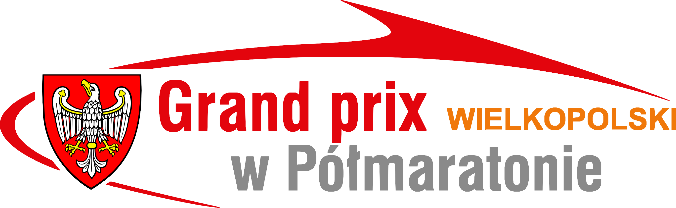 Grand prix WIELKOPOLSKI
w Półmaratonie